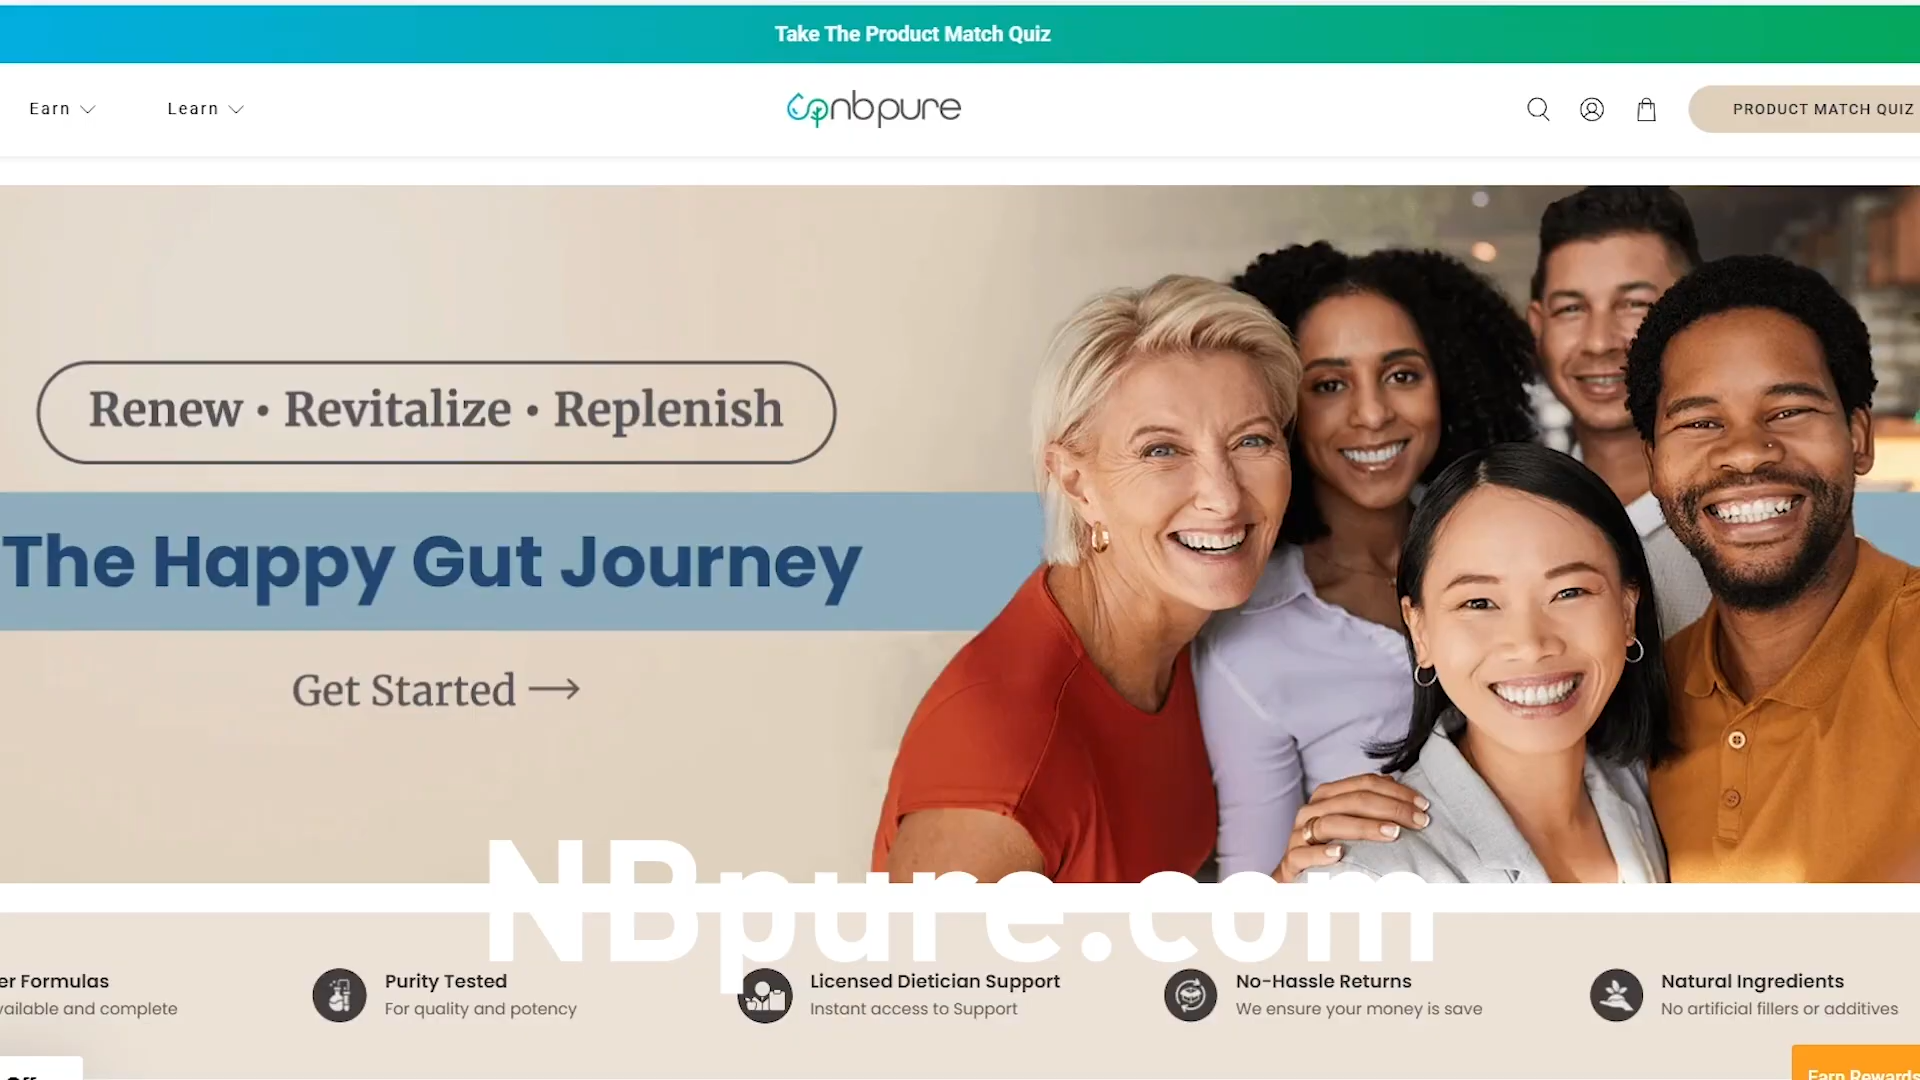 Take The Product Match Quiz
Earn
Learn
nbpure
PRODUCT MATCH QUIZ
Renew • Revitalize • Replenish
The Happy Gut Journey
Get Started →
NBpure.com
Formulas
and complete
Purity Tested
For quality and potency
Licensed Dietician Support
Instant access to Support
No-Hassle Returns
We ensure your money is save
Natural Ingredients
No artificial fillers or additives
Earn Rewards